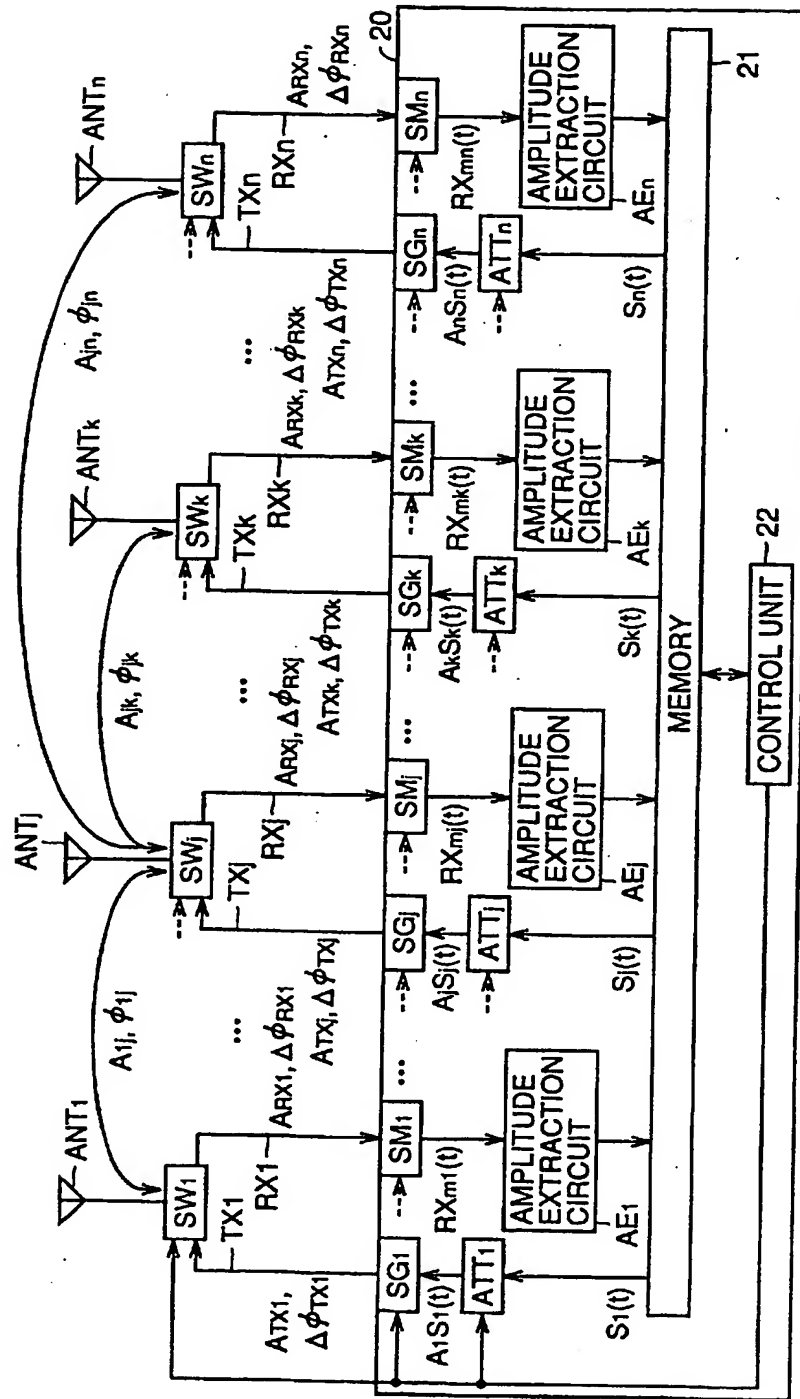 ANT1
ANTj
ANTk
ANTn
A1j, ϕ1j
Ajk, ϕjk
Ajn, ϕjn
SW1
SWj
SWk
SWn
TX1
RX1
TXj
RXj
TXk
RXk
TXn
RXn
ATX1,
ΔϕTX1
ARX1, ΔϕRX1
ATXj, ΔϕTXj
ARXj, ΔϕRXj
ATXk, ΔϕTXk
ARXk, ΔϕRXk
ATXn, ΔϕTXn
ARXn,
ΔϕRXn
...
...
...
20
SG1
SM1
...
SGj
SMj
...
SGk
SMk
...
SGn
SMn
A1S1(t)
RXm1(t)
AjSj(t)
RXmj(t)
AkSk(t)
RXmk(t)
AnSn(t)
RXmn(t)
ATT1
ATTj
ATTk
ATTn
AMPLITUDE
EXTRACTION
CIRCUIT
AMPLITUDE
EXTRACTION
CIRCUIT
AMPLITUDE
EXTRACTION
CIRCUIT
AMPLITUDE
EXTRACTION
CIRCUIT
S1(t)
AE1
Sj(t)
AEj
Sk(t)
AEk
Sn(t)
AEn
MEMORY
21
CONTROL UNIT
22